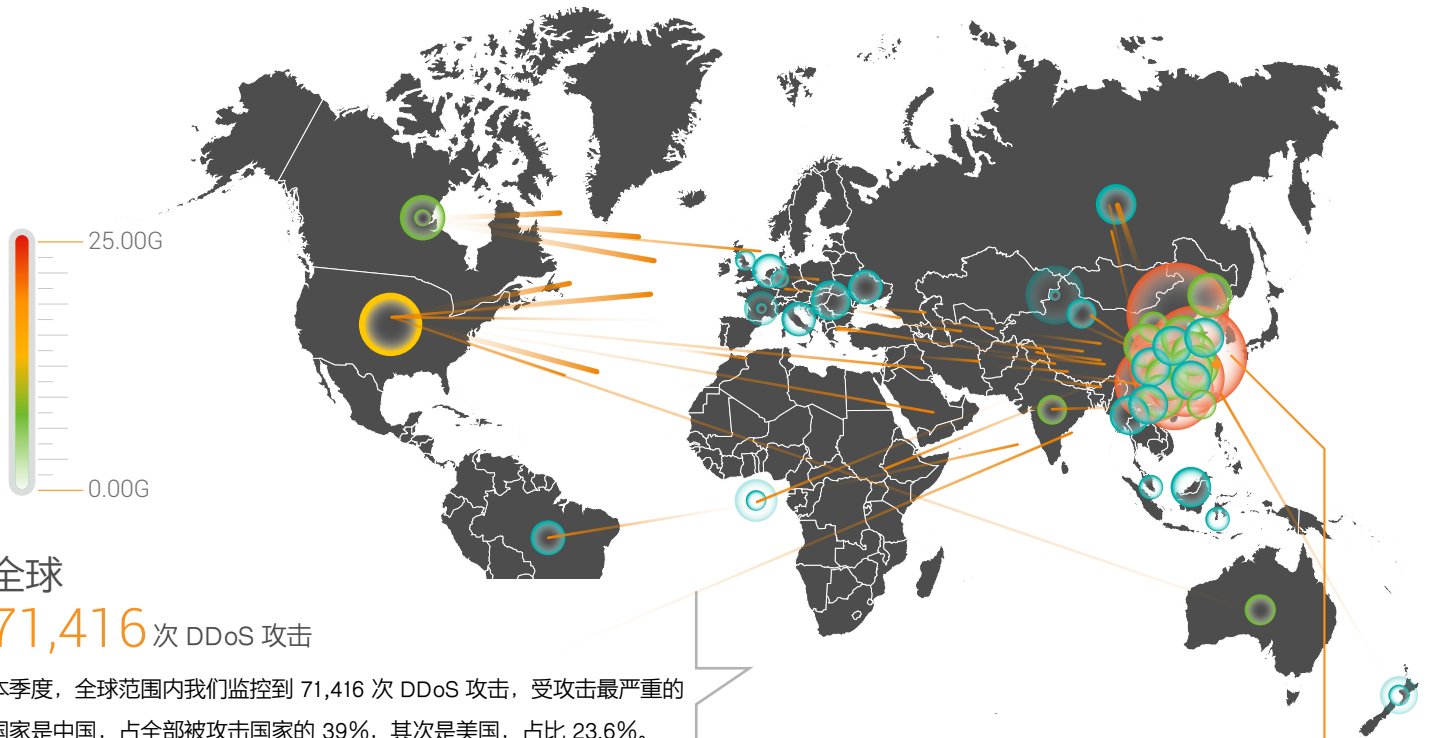 25.00G
0.00G
全球
71,416 次 DDoS 攻击
本季度，全球范围内我们监控到 71,416 次 DDoS 攻击，受攻击最严重的
国家是中国，占全部被攻击国家的 39%，其次是美国，占比 23.6%。